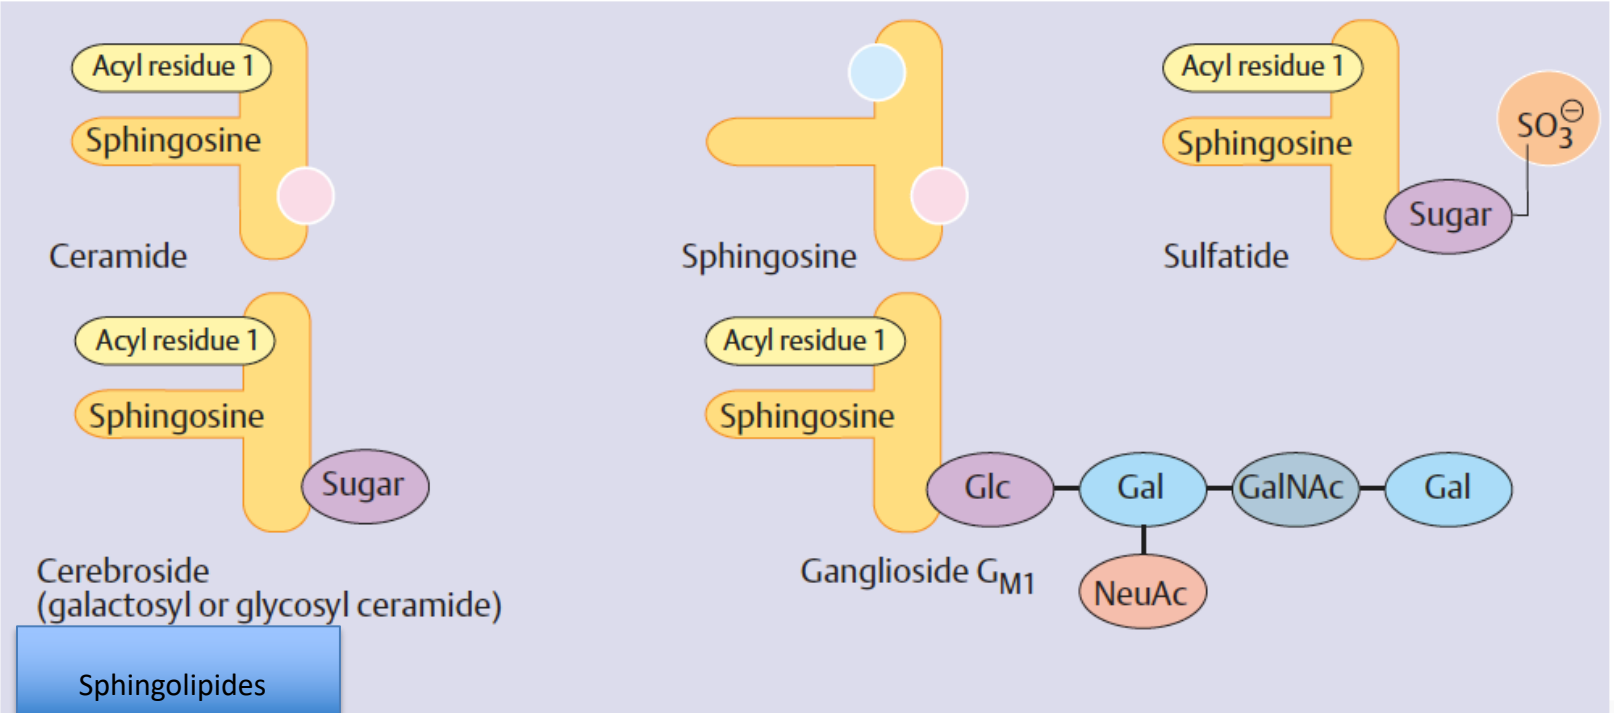 Acyl residue 1
Sphingosine
Ceramide
Sphingosine
Acyl residue 1
Sphingosine
SO3⊖
Sugar
Sulfatide
Acyl residue 1
Sphingosine
Sugar
Cerebroside
(galactosyl or glycosyl ceramide)
Acyl residue 1
Sphingosine
Glc
Gal
GalNAc
Gal
NeuAc
Ganglioside GM1
Sphingolipides